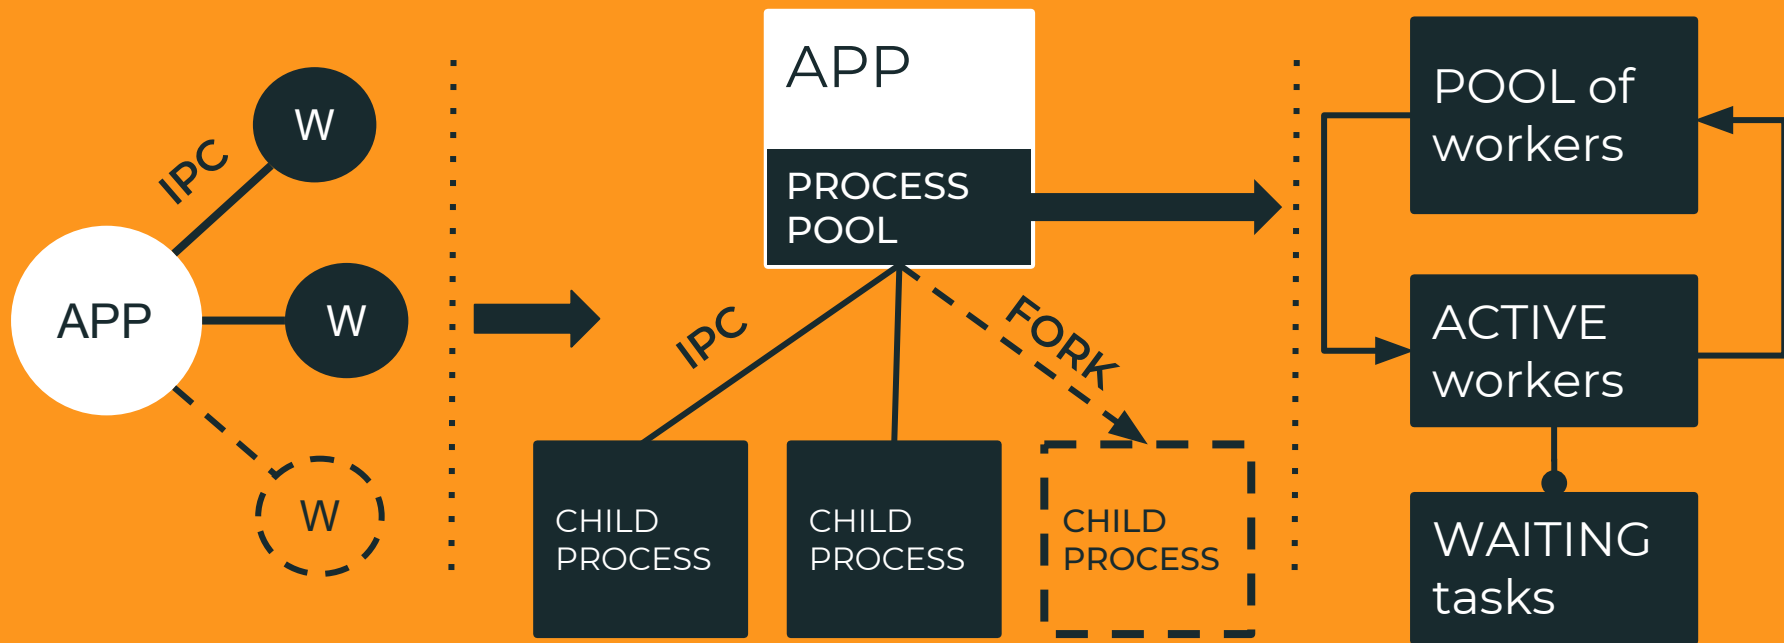 IPC
W
APP
W
W
APP
PROCESS
POOL
IPC
FORK
CHILD
PROCESS
CHILD
PROCESS
CHILD
PROCESS
POOL of
workers
ACTIVE
workers
WAITING
tasks